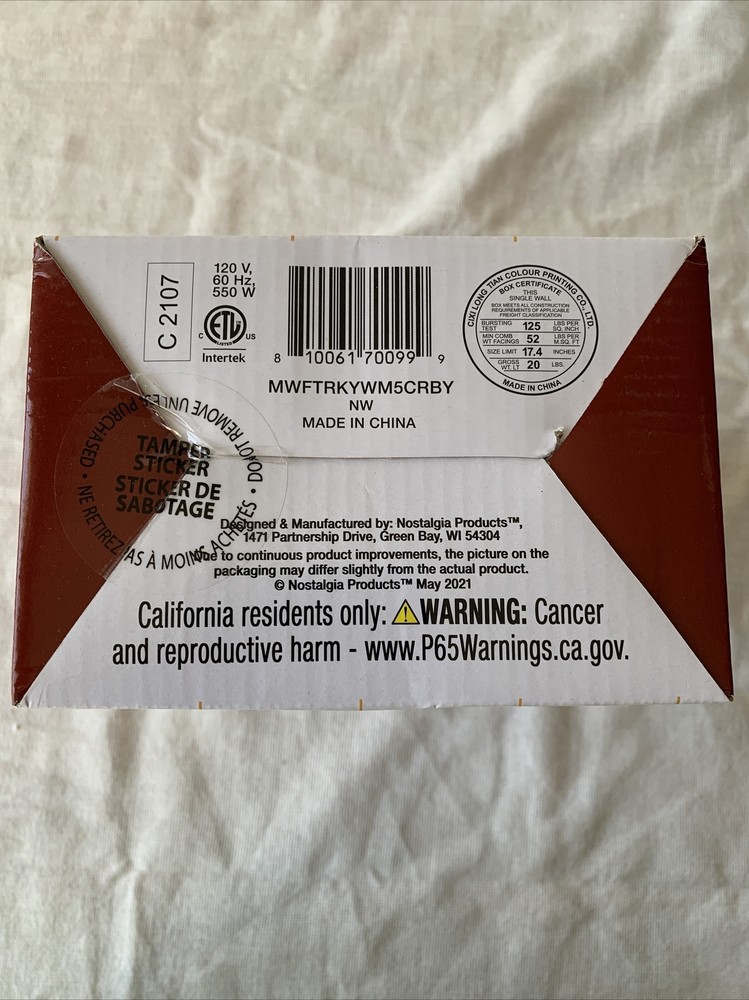 C 2107
120 V,
60 Hz,
550 W
C ETL US
LISTED
Intertek
8 10061 70099 9
MWFTRKYWM5CRBY
NW
MADE IN CHINA
CIXI LONG TIAN COLOUR PRINTING CO., LTD.
BOX CERTIFICATE
THIS
SINGLE WALL
BOX MEETS ALL CONSTRUCTION
REQUIREMENTS OF APPLICABLE
FREIGHT CLASSIFICATION
BURSTING TEST 125 LBS PER SQ. INCH
MIN COMB WT FACINGS 52 LBS PER M.SQ. FT
SIZE LIMIT 17.4 INCHES
GROSS WT. LT 20 LBS.
MADE IN CHINA
DO NOT REMOVE UNLESS PURCHASED •
TAMPER
STICKER
STICKER DE
SABOTAGE
NE RETIREZ PAS À MOINS ACHETÉS •
Designed & Manufactured by: Nostalgia Products™,
1471 Partnership Drive, Green Bay, WI 54304
Due to continuous product improvements, the picture on the
packaging may differ slightly from the actual product.
© Nostalgia Products™ May 2021
California residents only: ⚠WARNING: Cancer
and reproductive harm - www.P65Warnings.ca.gov.